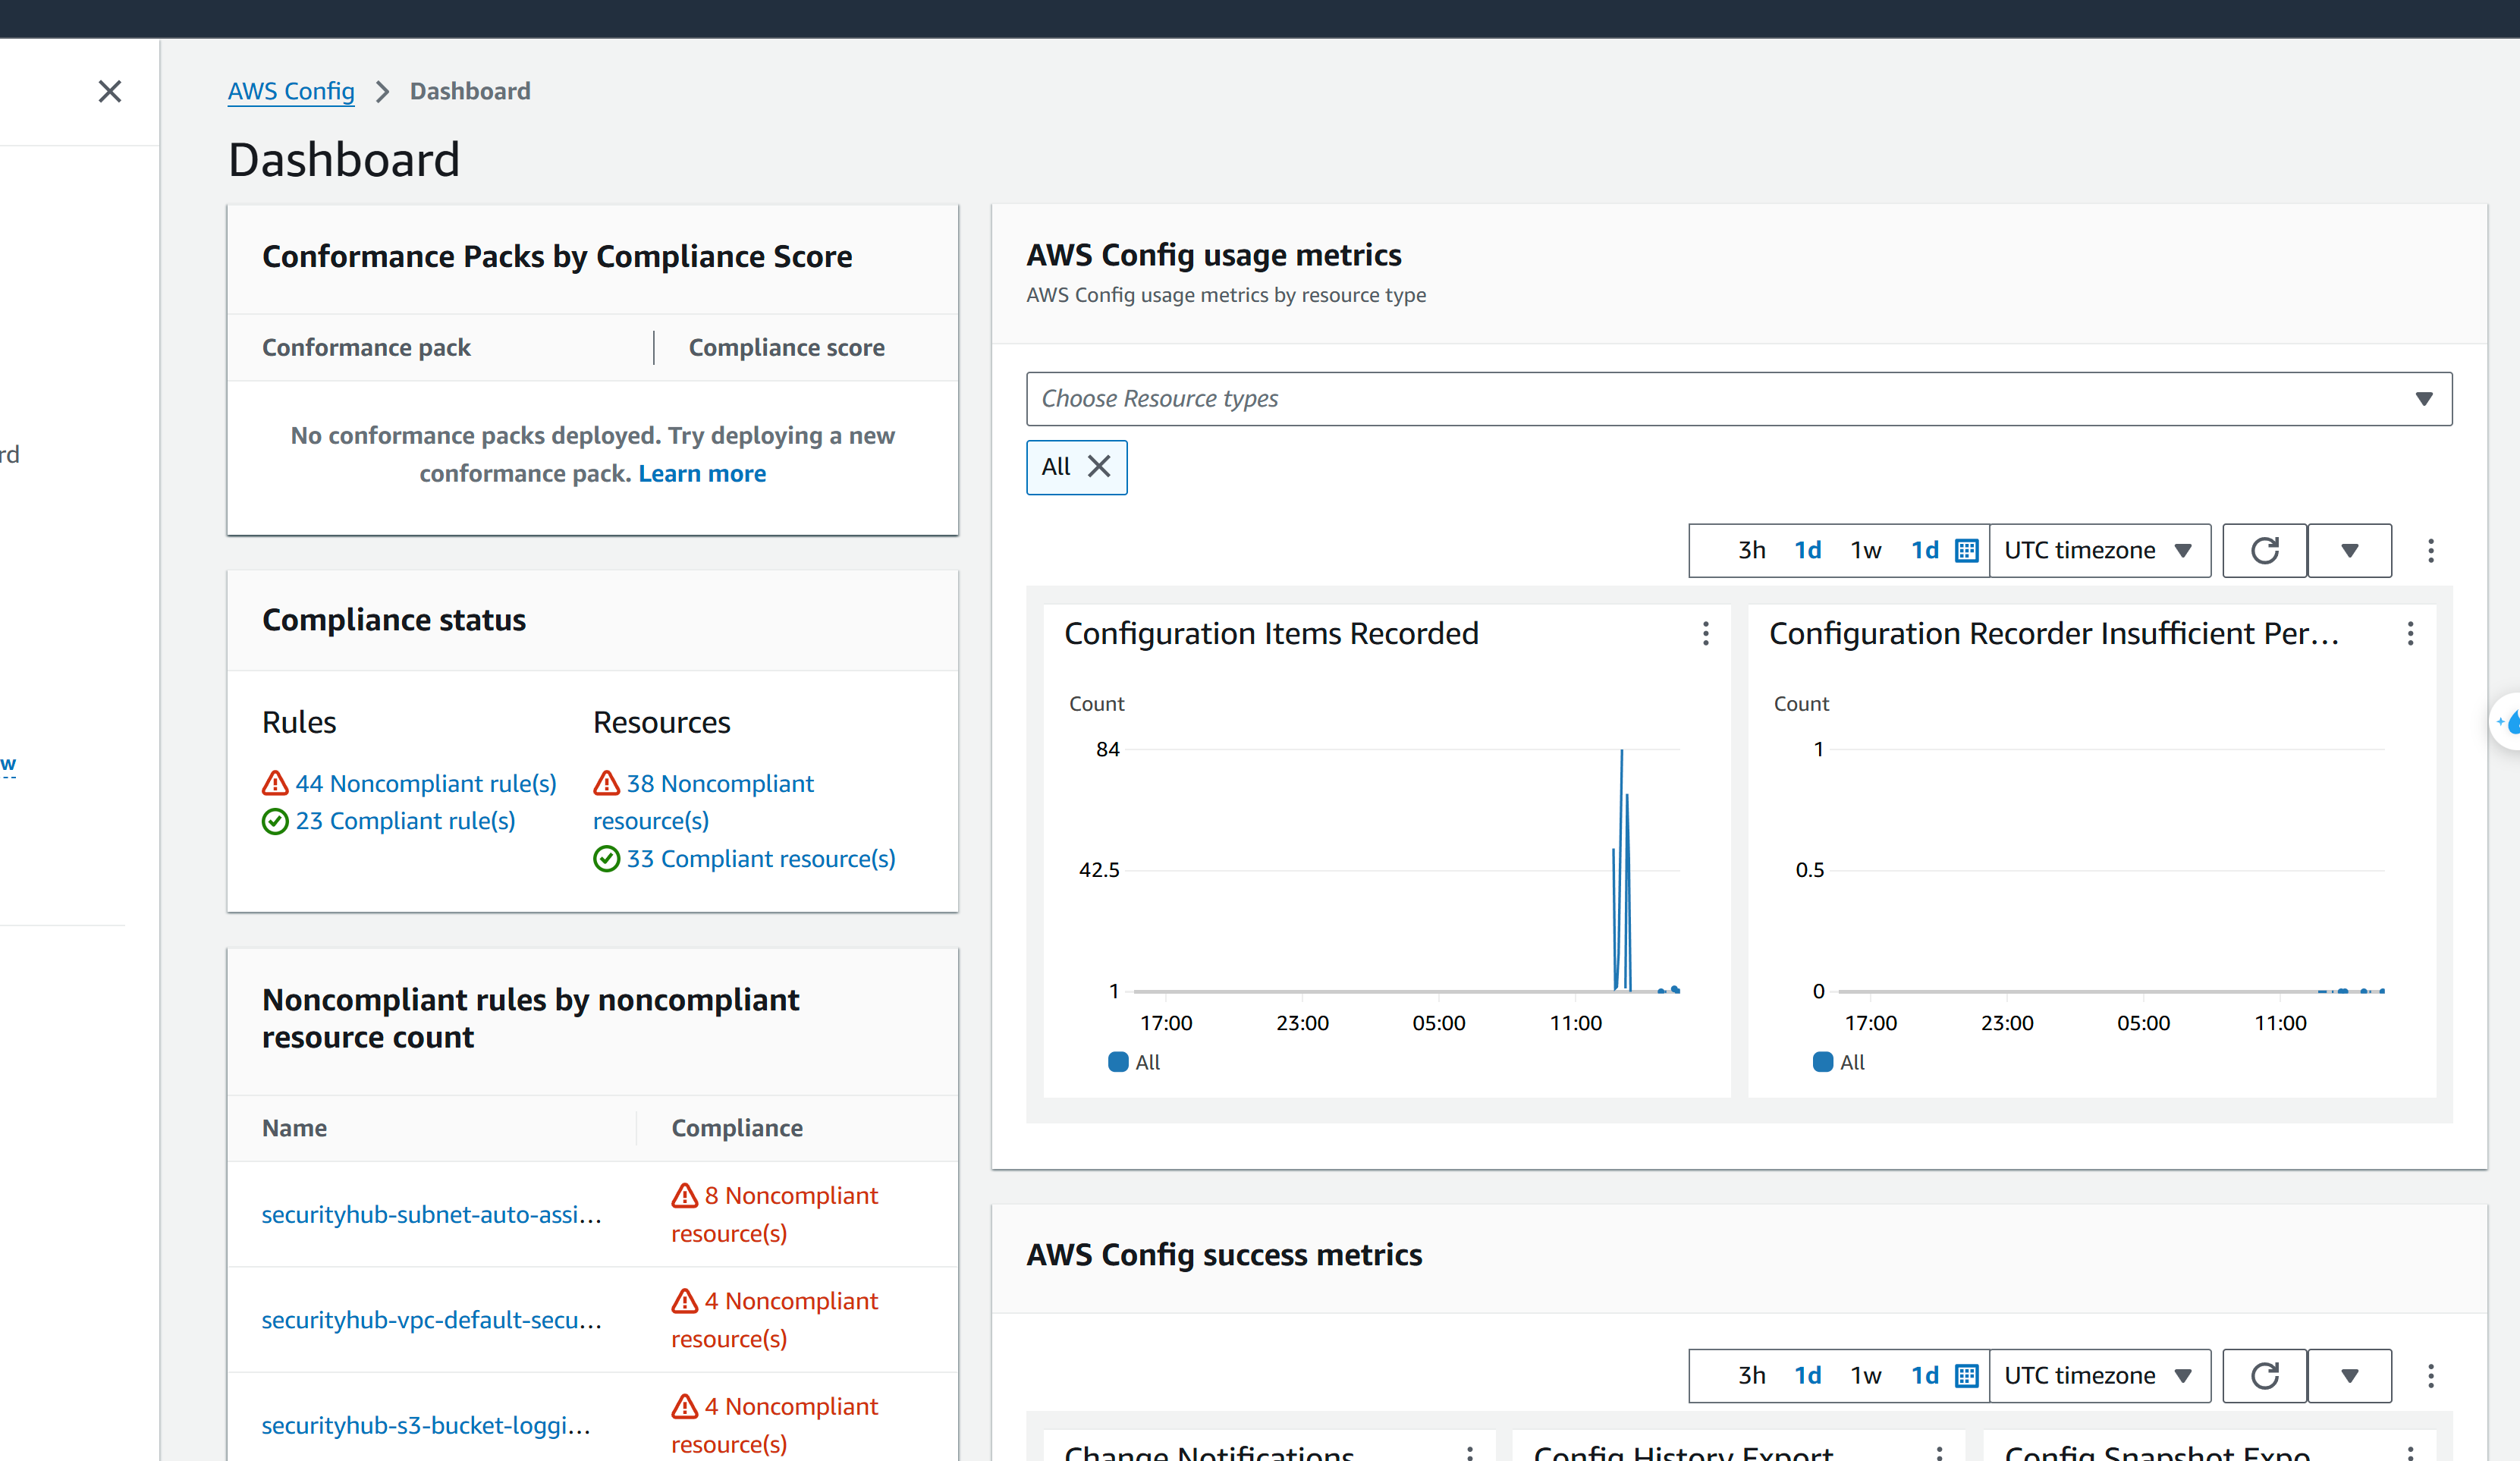 AWS Config > Dashboard
Dashboard
rd
w
Conformance Packs by Compliance Score
Conformance pack | Compliance score
No conformance packs deployed. Try deploying a new
conformance pack. Learn more
Compliance status
Rules
44 Noncompliant rule(s)
23 Compliant rule(s)
Resources
38 Noncompliant
resource(s)
33 Compliant resource(s)
Noncompliant rules by noncompliant
resource count
Name Compliance
securityhub-subnet-auto-assi...
8 Noncompliant
resource(s)
securityhub-vpc-default-secu...
4 Noncompliant
resource(s)
securityhub-s3-bucket-loggi...
4 Noncompliant
resource(s)
AWS Config usage metrics
AWS Config usage metrics by resource type
Choose Resource types
All
3h 1d 1w 1d UTC timezone
Configuration Items Recorded
Count
84
42.5
1
17:00 23:00 05:00 11:00
All
Configuration Recorder Insufficient Per...
Count
1
0.5
0
17:00 23:00 05:00 11:00
All
AWS Config success metrics
3h 1d 1w 1d UTC timezone
Change Notifications
Config History Export
Config Snapshot Expo